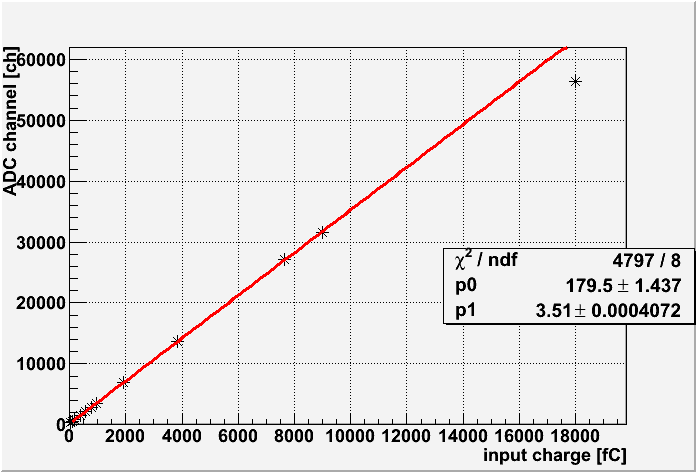 ADC channel [ch]
60000
50000
40000
30000
20000
10000
0
χ² / ndf 4797 / 8
p0 179.5 ± 1.437
p1 3.51± 0.0004072
0 2000 4000 6000 8000 10000 12000 14000 16000 18000
input charge [fC]